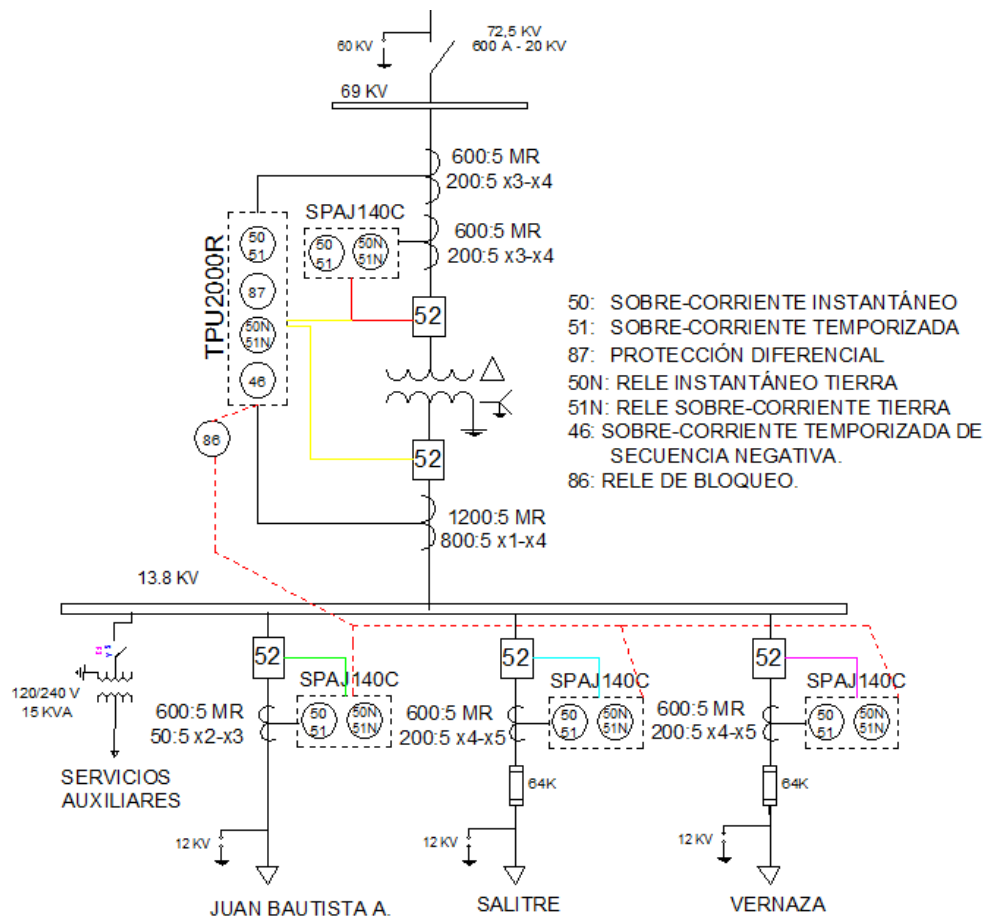 72,5 KV
60 KV
600 A - 20 KV
69 KV
600:5 MR
200:5 x3-x4
SPAJ140C
600:5 MR
200:5 x3-x4
50
51
50N
51N
TPU2000R
50
51
87
50N
51N
46
86
52
52
50: SOBRE-CORRIENTE INSTANTÁNEO
51: SOBRE-CORRIENTE TEMPORIZADA
87: PROTECCIÓN DIFERENCIAL
50N: RELE INSTANTÁNEO TIERRA
51N: RELE SOBRE-CORRIENTE TIERRA
46: SOBRE-CORRIENTE TEMPORIZADA DE
SECUENCIA NEGATIVA.
86: RELE DE BLOQUEO.
1200:5 MR
800:5 x1-x4
13.8 KV
120/240 V
15 KVA
SERVICIOS
AUXILIARES
52
SPAJ140C
600:5 MR
50:5 x2-x3
50
51
50N
51N
12 KV
JUAN BAUTISTA A.
52
SPAJ140C
600:5 MR
200:5 x4-x5
50
51
50N
51N
64K
12 KV
SALITRE
52
SPAJ140C
600:5 MR
200:5 x4-x5
50
51
50N
51N
64K
12 KV
VERNAZA